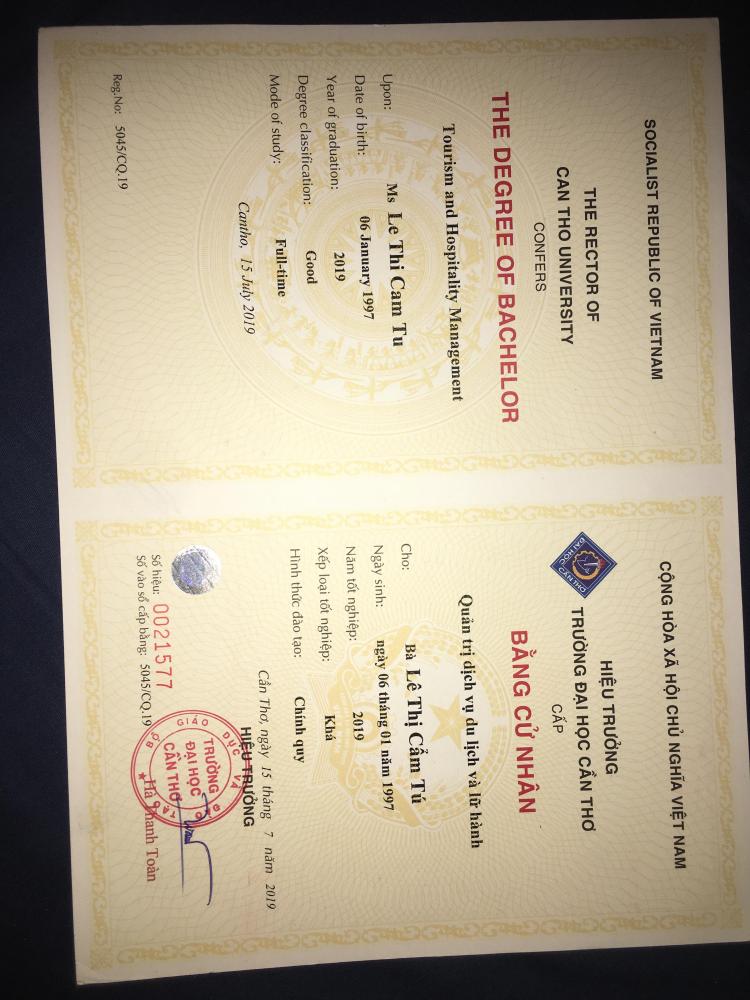 SOCIALIST REPUBLIC OF VIETNAM
THE RECTOR OF
CAN THO UNIVERSITY
CONFERS
THE DEGREE OF BACHELOR
Tourism and Hospitality Management
Upon: Ms Le Thi Cam Tu
Date of birth: 06 January 1997
Year of graduation: 2019
Degree classification: Good
Mode of study: Full-time
Cantho, 15 July 2019
Reg.No: 5045/CQ.19
CỘNG HÒA XÃ HỘI CHỦ NGHĨA VIỆT NAM
ĐẠI HỌC CẦN THƠ
HIỆU TRƯỞNG
TRƯỜNG ĐẠI HỌC CẦN THƠ
CẤP
BẰNG CỬ NHÂN
Quản trị dịch vụ du lịch và lữ hành
Cho: Bà Lê Thị Cẩm Tú
Ngày sinh: ngày 06 tháng 01 năm 1997
Năm tốt nghiệp: 2019
Xếp loại tốt nghiệp: Khá
Hình thức đào tạo: Chính quy
Cần Thơ, ngày 15 tháng 7 năm 2019
HIỆU TRƯỞNG
BỘ GIÁO DỤC VÀ ĐÀO TẠO
TRƯỜNG
ĐẠI HỌC
CẦN THƠ
Hà Thanh Toàn
Số hiệu: 0021577
Số vào sổ cấp bằng: 5045/CQ.19